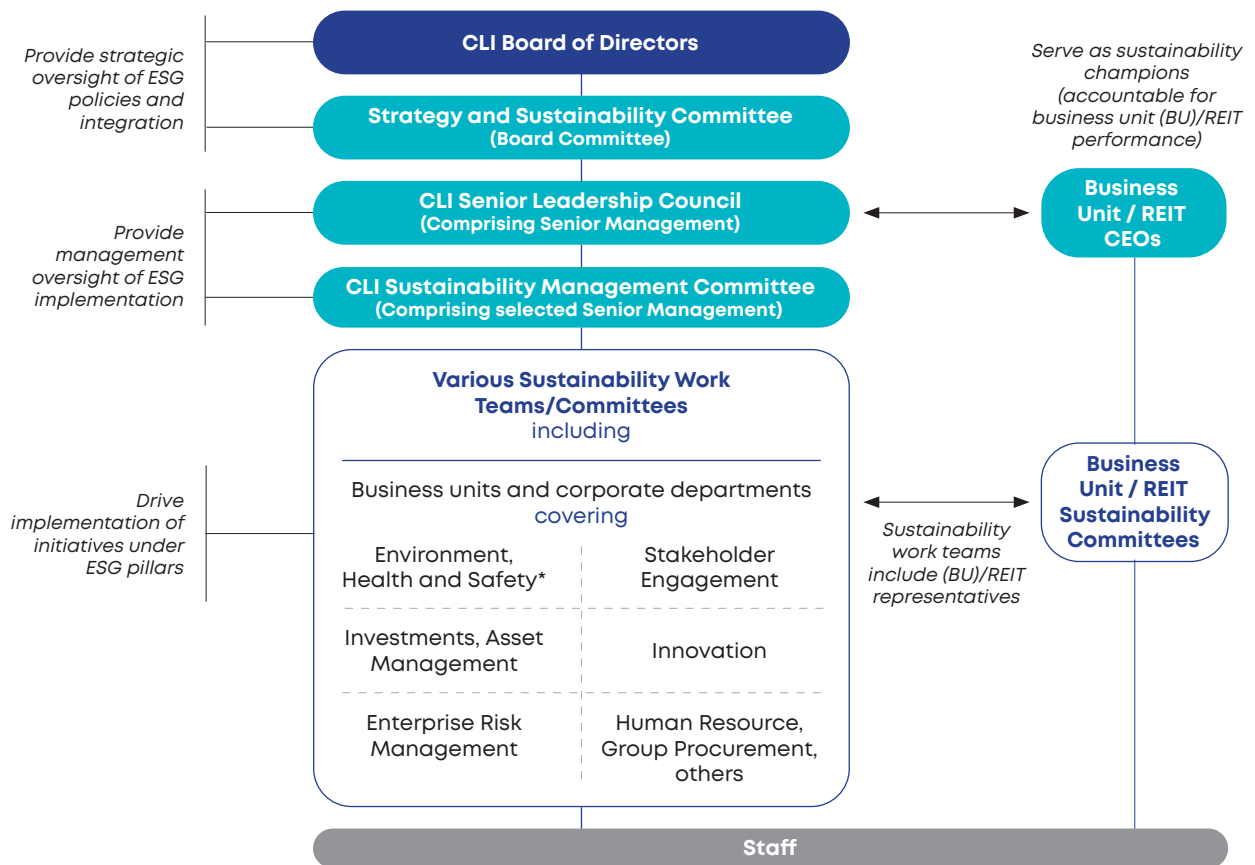 CLI Board of Directors
Provide strategic
oversight of ESG
policies and
integration
Strategy and Sustainability Committee
(Board Committee)
Serve as sustainability
champions
(accountable for
business unit (BU)/REIT
performance)
CLI Senior Leadership Council
(Comprising Senior Management)
Business
Unit / REIT
CEOs
Provide
management
oversight of ESG
implementation
CLI Sustainability Management Committee
(Comprising selected Senior Management)
Various Sustainability Work
Teams/Committees
including
Business units and corporate departments
covering
Environment,
Health and Safety*
Stakeholder
Engagement
Investments, Asset
Management
Innovation
Enterprise Risk
Management
Human Resource,
Group Procurement,
others
Drive
implementation of
initiatives under
ESG pillars
Sustainability
work teams
include (BU)/REIT
representatives
Business
Unit / REIT
Sustainability
Committees
Staff